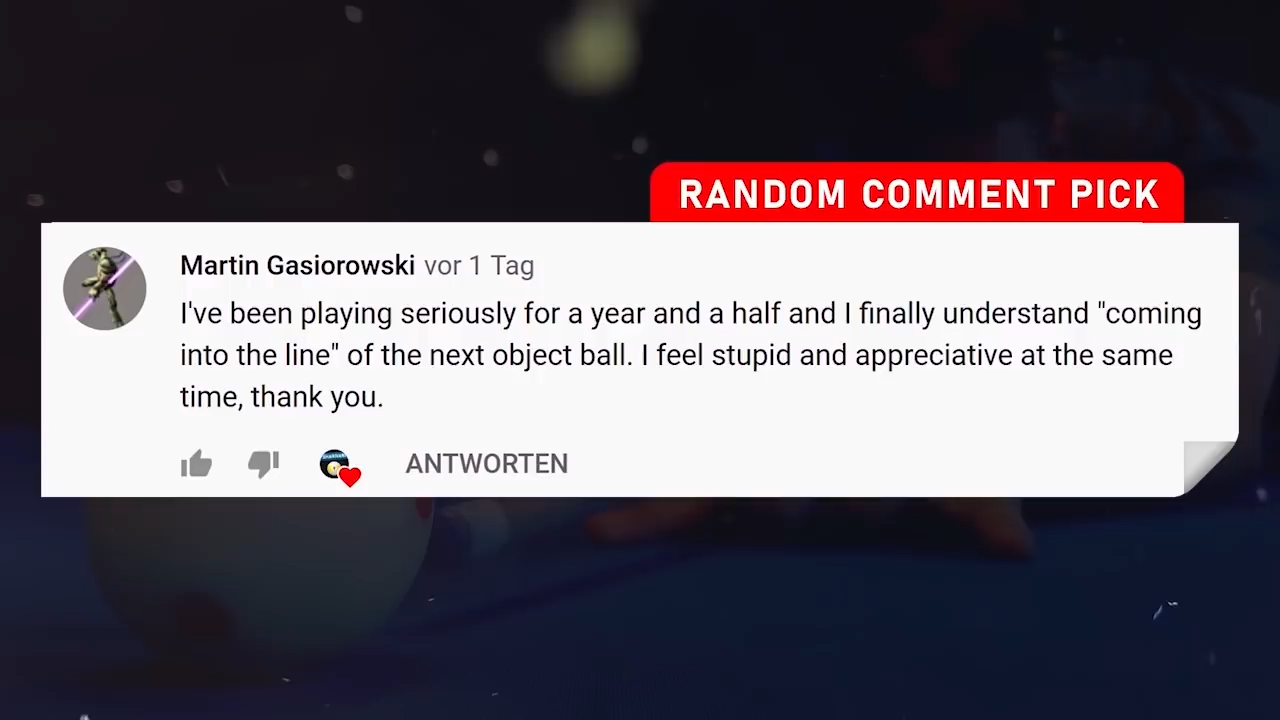 RANDOM COMMENT PICK
Martin Gasiorowski vor 1 Tag
I've been playing seriously for a year and a half and I finally understand "coming
into the line" of the next object ball. I feel stupid and appreciative at the same
time, thank you.
ANTWORTEN